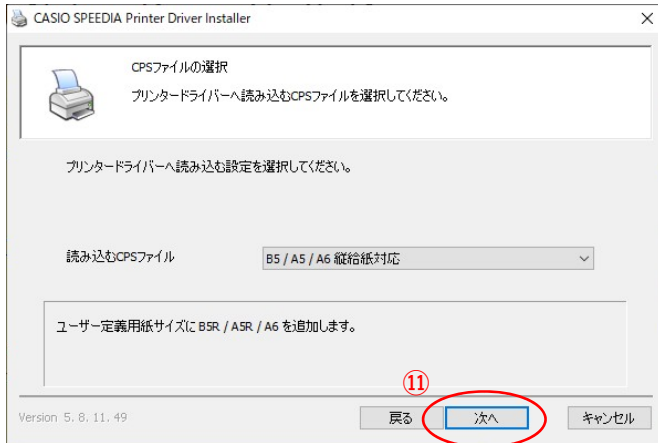 CASIO SPEEDIA Printer Driver Installer
CPSファイルの選択
プリンタードライバーへ読み込むCPSファイルを選択してください。
プリンタードライバーへ読み込む設定を選択してください。
読み込むCPSファイル
B5 / A5 / A6 縦給紙対応
ユーザー定義用紙サイズに B5R / A5R / A6 を追加します。
⑪
Version 5. 8. 11. 49
戻る
次へ
キャンセル